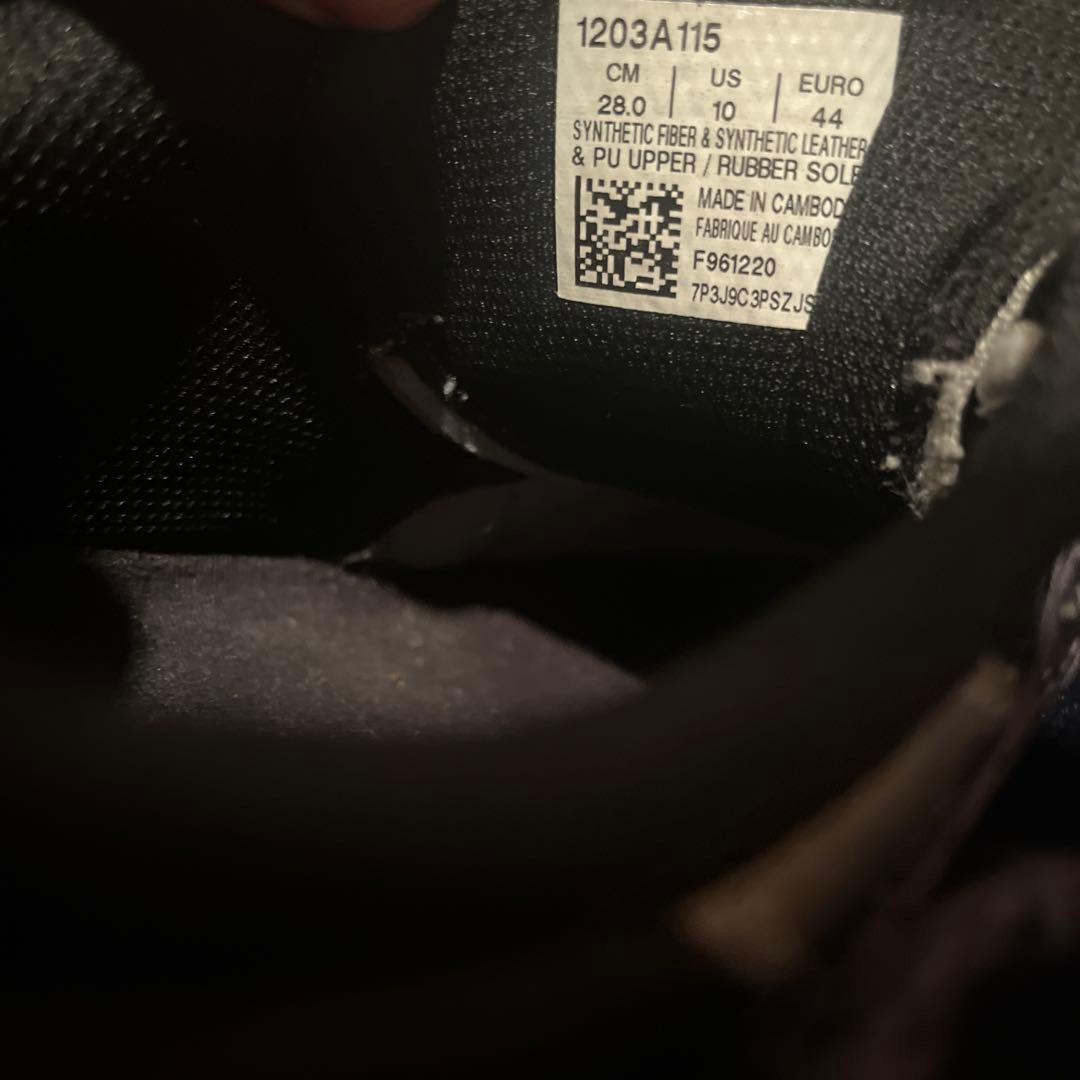 1203A115
CM | US | EURO
28.0 | 10 | 44
SYNTHETIC FIBER & SYNTHETIC LEATHER
& PU UPPER / RUBBER SOLE
MADE IN CAMBOD
FABRIQUE AU CAMBO
F961220
7P3J9C3PSZJS